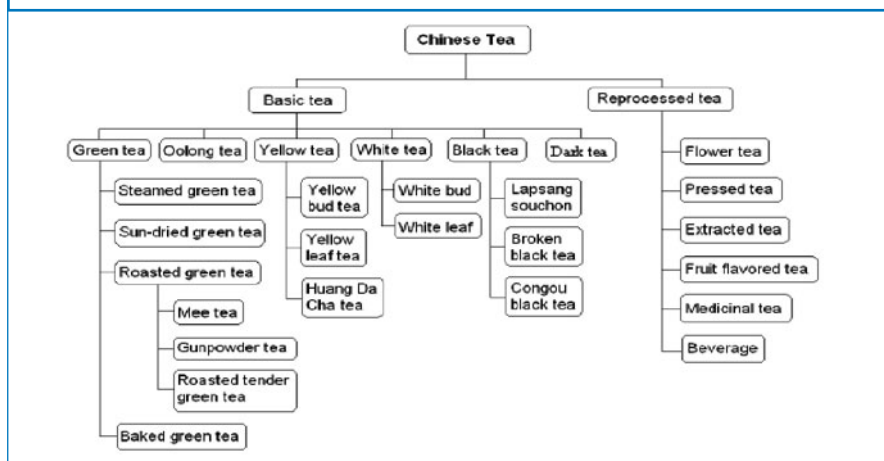 Chinese Tea
Basic tea
Reprocessed tea
Green tea
Oolong tea
Yellow tea
White tea
Black tea
Dark tea
Steamed green tea
Sun-dried green tea
Roasted green tea
Mee tea
Gunpowder tea
Roasted tender
green tea
Baked green tea
Yellow
bud tea
Yellow
leaf tea
Huang Da
Cha tea
White bud
White leaf
Lapsang
souchon
Broken
black tea
Congou
black tea
Flower tea
Pressed tea
Extracted tea
Fruit flavored tea
Medicinal tea
Beverage